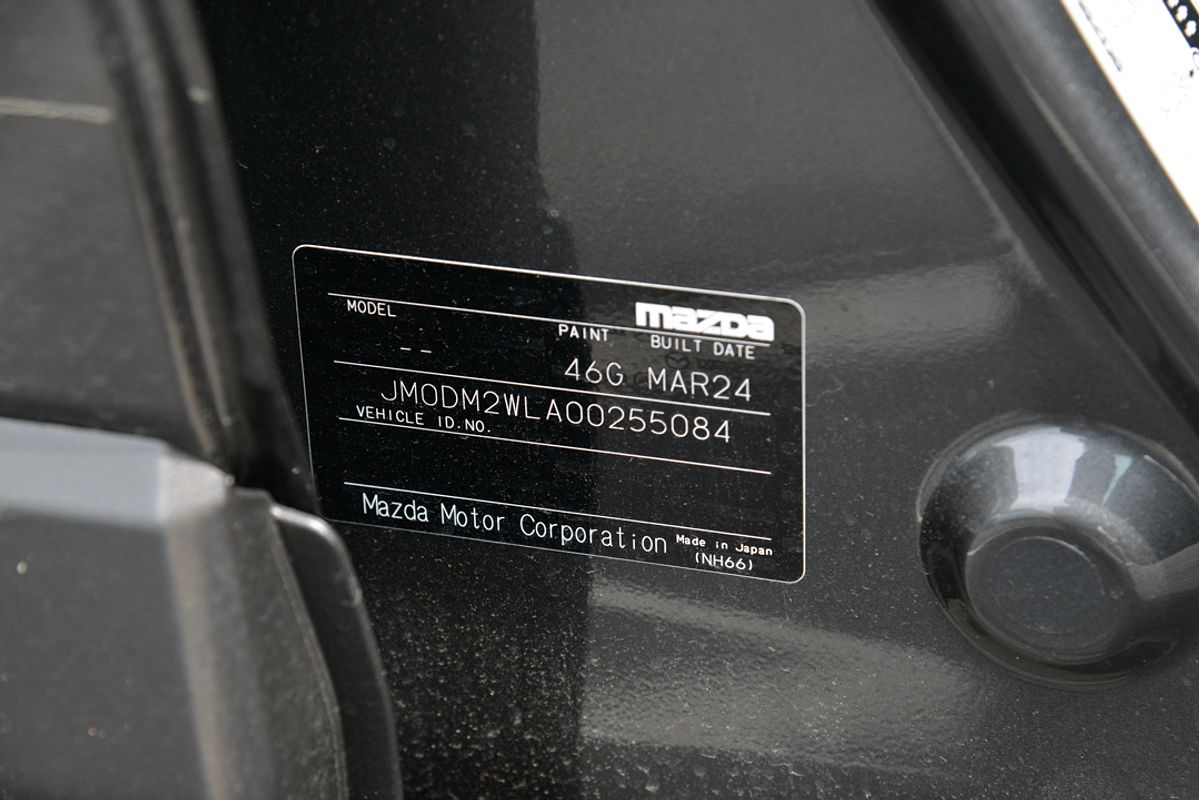 mazda
MODEL PAINT BUILT DATE
-- 46G MAR24
JM0DM2WLA00255084
VEHICLE ID.NO.
Mazda Motor Corporation Made in Japan
(NH66)